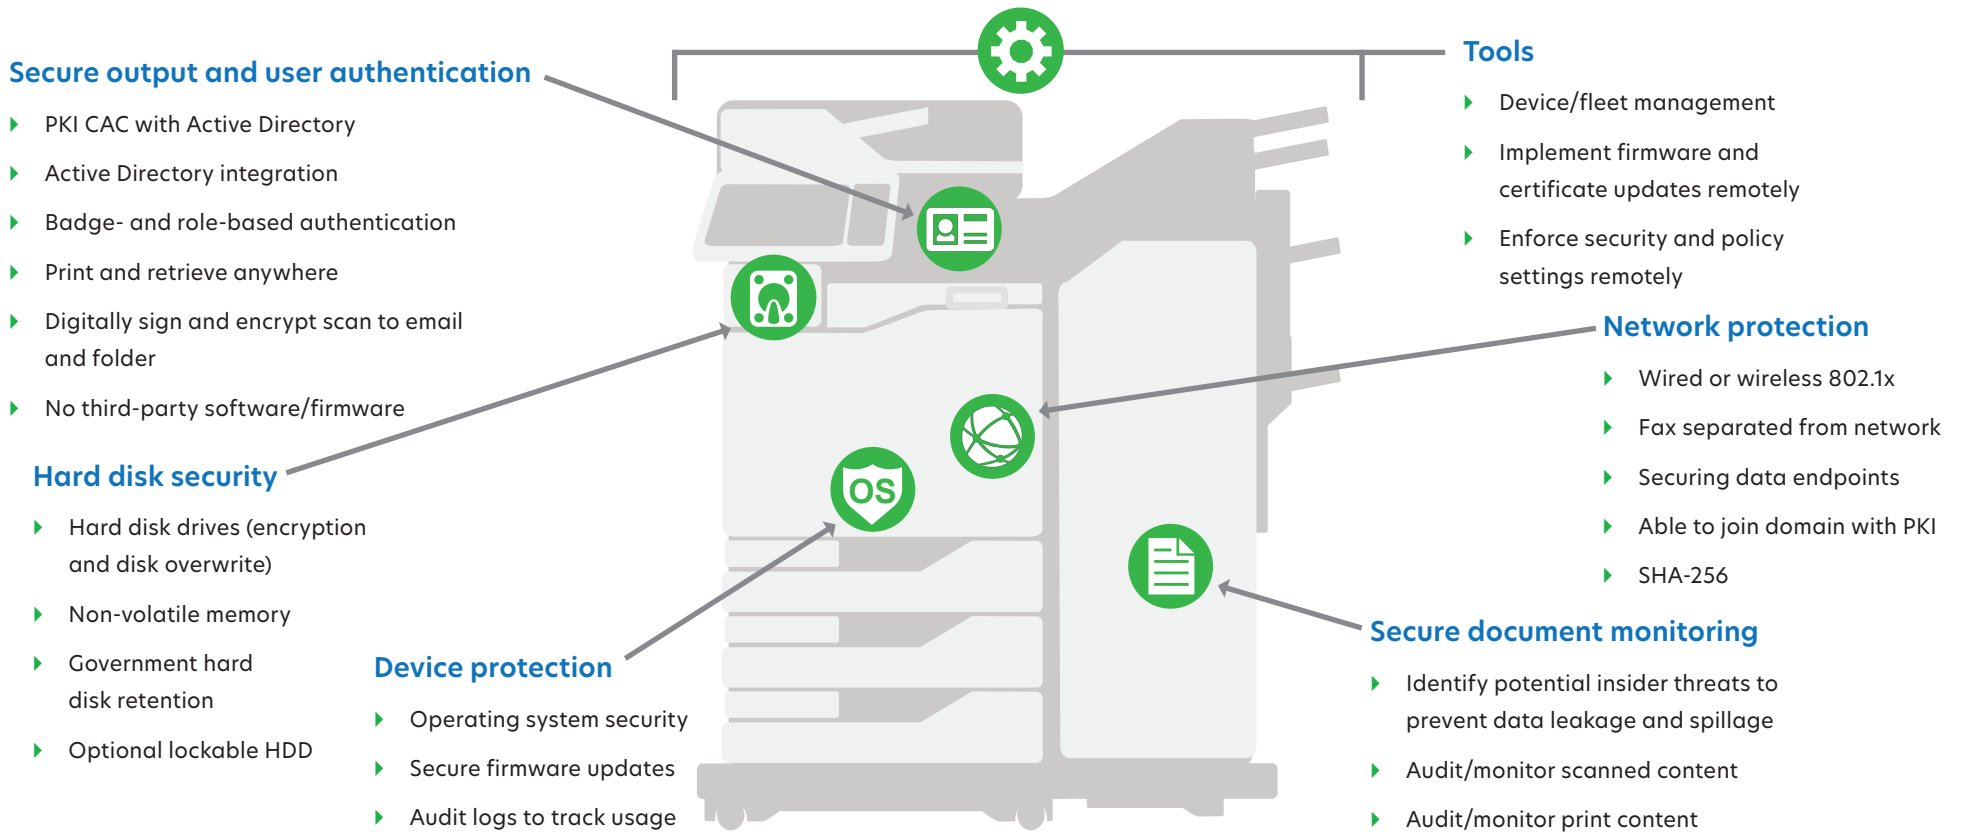 Secure output and user authentication
PKI CAC with Active Directory
Active Directory integration
Badge- and role-based authentication
Print and retrieve anywhere
Digitally sign and encrypt scan to email
and folder
No third-party software/firmware
Hard disk security
Hard disk drives (encryption
and disk overwrite)
Non-volatile memory
Government hard
disk retention
Optional lockable HDD
Device protection
Operating system security
Secure firmware updates
Audit logs to track usage
OS
Tools
Device/fleet management
Implement firmware and
certificate updates remotely
Enforce security and policy
settings remotely
Network protection
Wired or wireless 802.1x
Fax separated from network
Securing data endpoints
Able to join domain with PKI
SHA-256
Secure document monitoring
Identify potential insider threats to
prevent data leakage and spillage
Audit/monitor scanned content
Audit/monitor print content